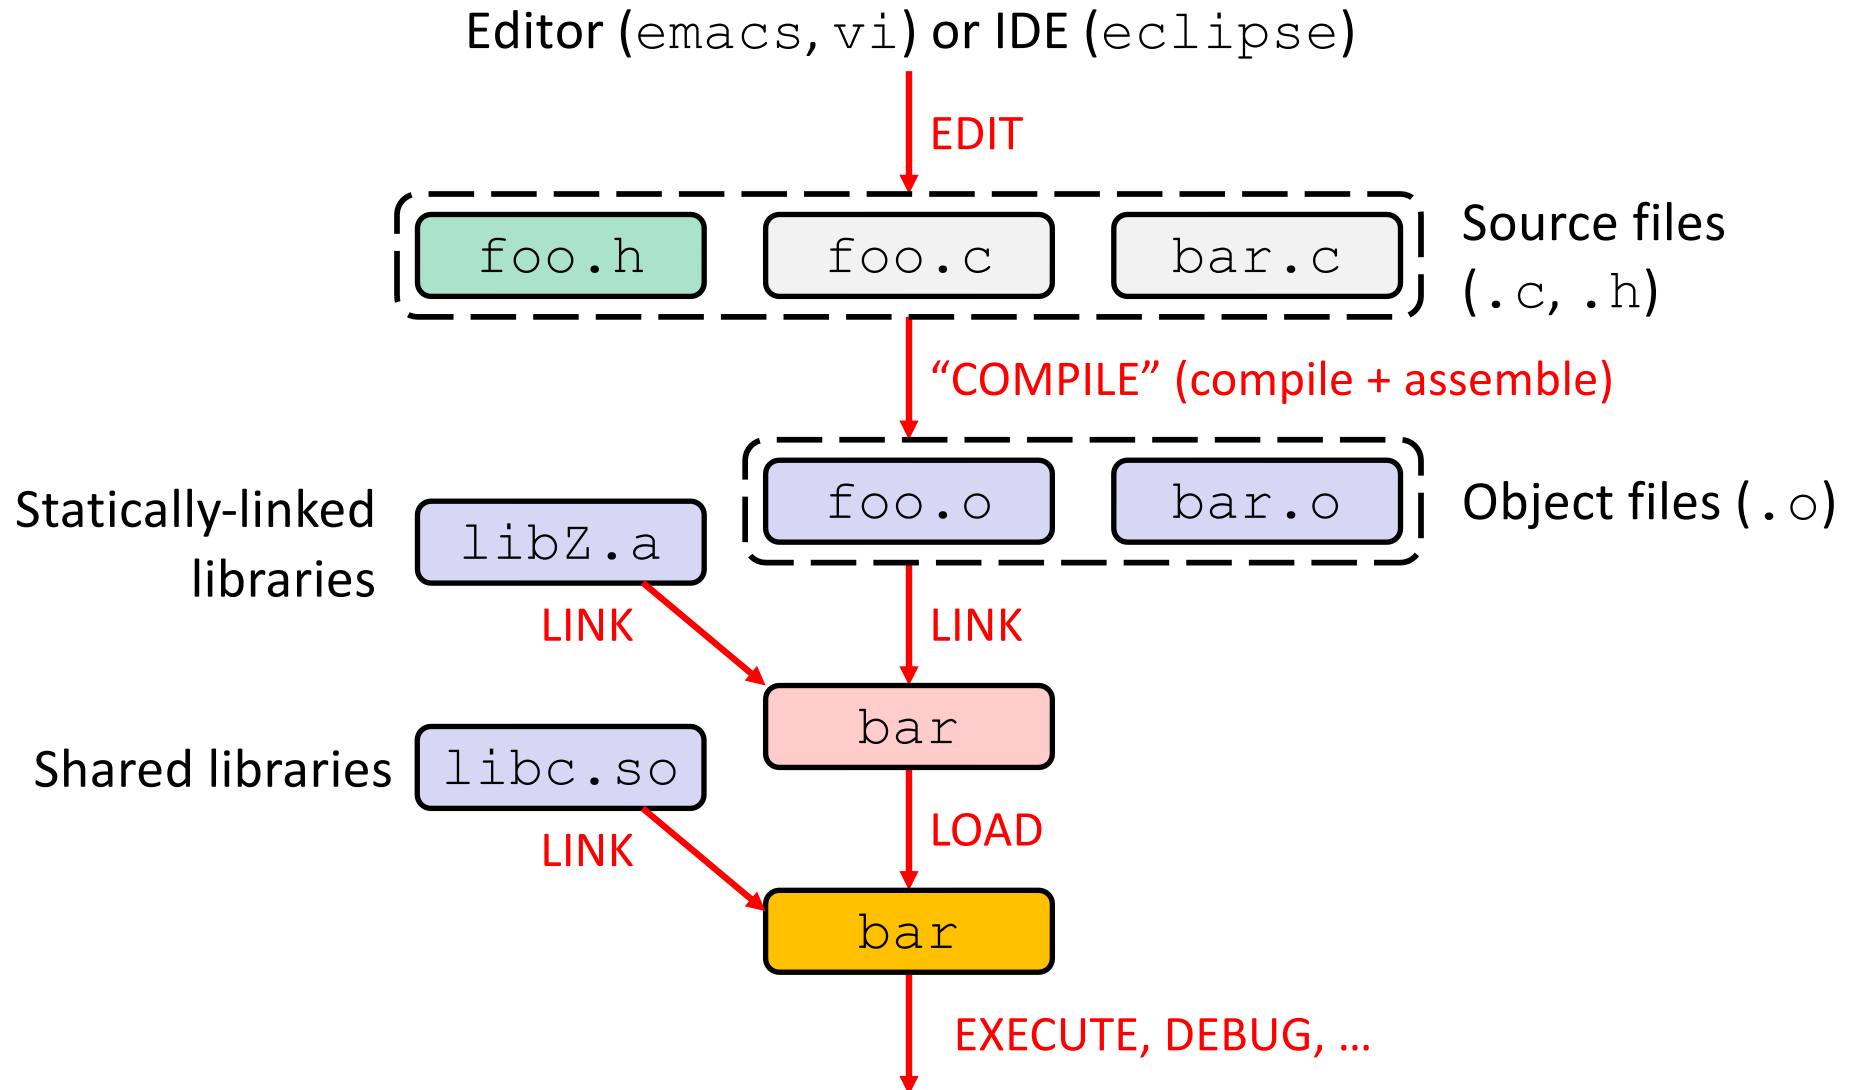 Editor (emacs, vi) or IDE (eclipse)
EDIT
foo.h
foo.c
bar.c
Source files
(.c, .h)
“COMPILE” (compile + assemble)
Statically-linked
libraries
libZ.a
foo.o
bar.o
Object files (.o)
LINK
LINK
bar
Shared libraries
libc.so
LINK
LOAD
bar
EXECUTE, DEBUG, …